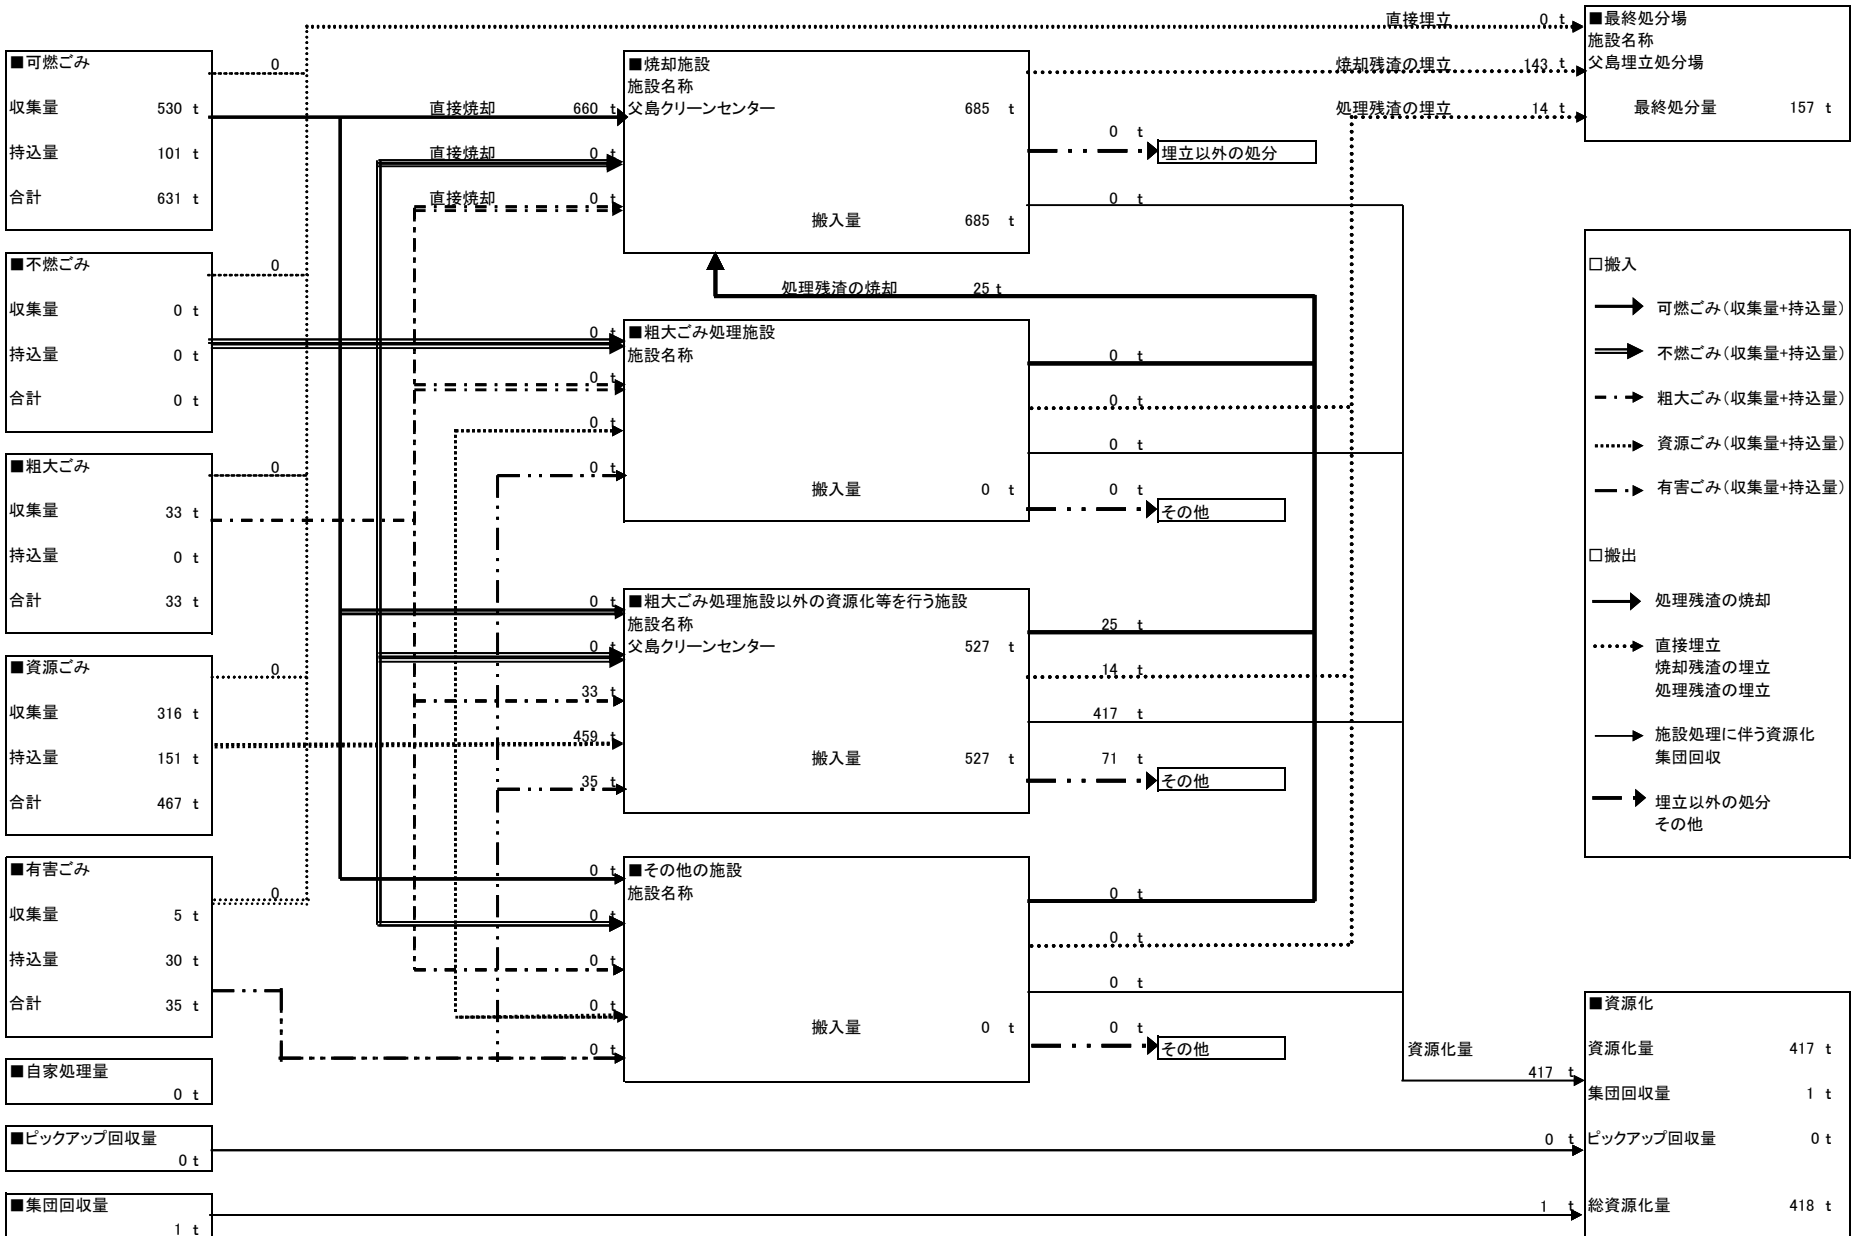 ■可燃ごみ
収集量 530 t
持込量 101 t
合計 631 t
■不燃ごみ
収集量 0 t
持込量 0 t
合計 0 t
■粗大ごみ
収集量 33 t
持込量 0 t
合計 33 t
■資源ごみ
収集量 316 t
持込量 151 t
合計 467 t
■有害ごみ
収集量 5 t
持込量 30 t
合計 35 t
■自家処理量
0 t
■ピックアップ回収量
0 t
■集団回収量
1 t
0
0
0
0
0
直接焼却 660 t
直接焼却 0 t
直接焼却 0 t
■焼却施設
施設名称
父島クリーンセンター 685 t
搬入量 685 t
処理残渣の焼却 25 t
0 t
0 t
0 t
0 t
■粗大ごみ処理施設
施設名称
搬入量 0 t
0 t
0 t
33 t
459 t
35 t
■粗大ごみ処理施設以外の資源化等を行う施設
施設名称
父島クリーンセンター 527 t
搬入量 527 t
0 t
0 t
0 t
0 t
0 t
■その他の施設
施設名称
搬入量 0 t
直接埋立 0 t
焼却残渣の埋立 143 t
処理残渣の埋立 14 t
0 t
埋立以外の処分
0 t
0 t
0 t
0 t
0 t
その他
25 t
14 t
417 t
71 t
その他
0 t
0 t
0 t
0 t
その他
資源化量
417 t
0 t
1 t
■最終処分場
施設名称
父島埋立処分場
最終処分量 157 t
□搬入
可燃ごみ(収集量+持込量)
不燃ごみ(収集量+持込量)
粗大ごみ(収集量+持込量)
資源ごみ(収集量+持込量)
有害ごみ(収集量+持込量)
□搬出
処理残渣の焼却
直接埋立
焼却残渣の埋立
処理残渣の埋立
施設処理に伴う資源化
集団回収
埋立以外の処分
その他
■資源化
資源化量 417 t
集団回収量 1 t
ピックアップ回収量 0 t
総資源化量 418 t